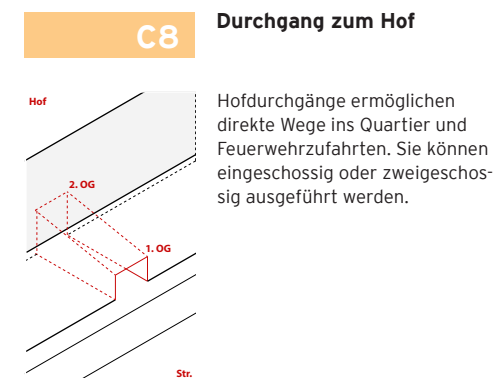 C8
Durchgang zum Hof
Hof
2. OG
1. OG
Str.
Hofdurchgänge ermöglichen
direkte Wege ins Quartier und
Feuerwehrzufahrten. Sie können
eingeschossig oder zweigeschos-
sig ausgeführt werden.